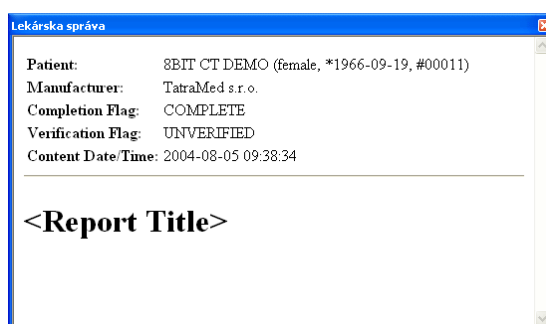 Lekárska správa
Patient: 8BIT CT DEMO (female, *1966-09-19, #00011)
Manufacturer: TatraMed s.r.o.
Completion Flag: COMPLETE
Verification Flag: UNVERIFIED
Content Date/Time: 2004-08-05 09:38:34
<Report Title>